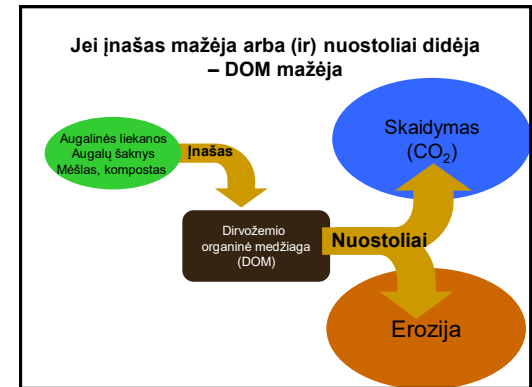 Jei įnašas mažėja arba (ir) nuostoliai didėja
– DOM mažėja
Augalinės liekanos
Augalų šaknys
Mėšlas, kompostas
Įnašas
Skaidymas
(CO₂)
Dirvožemio
organinė medžiaga
(DOM)
Nuostoliai
Erozija